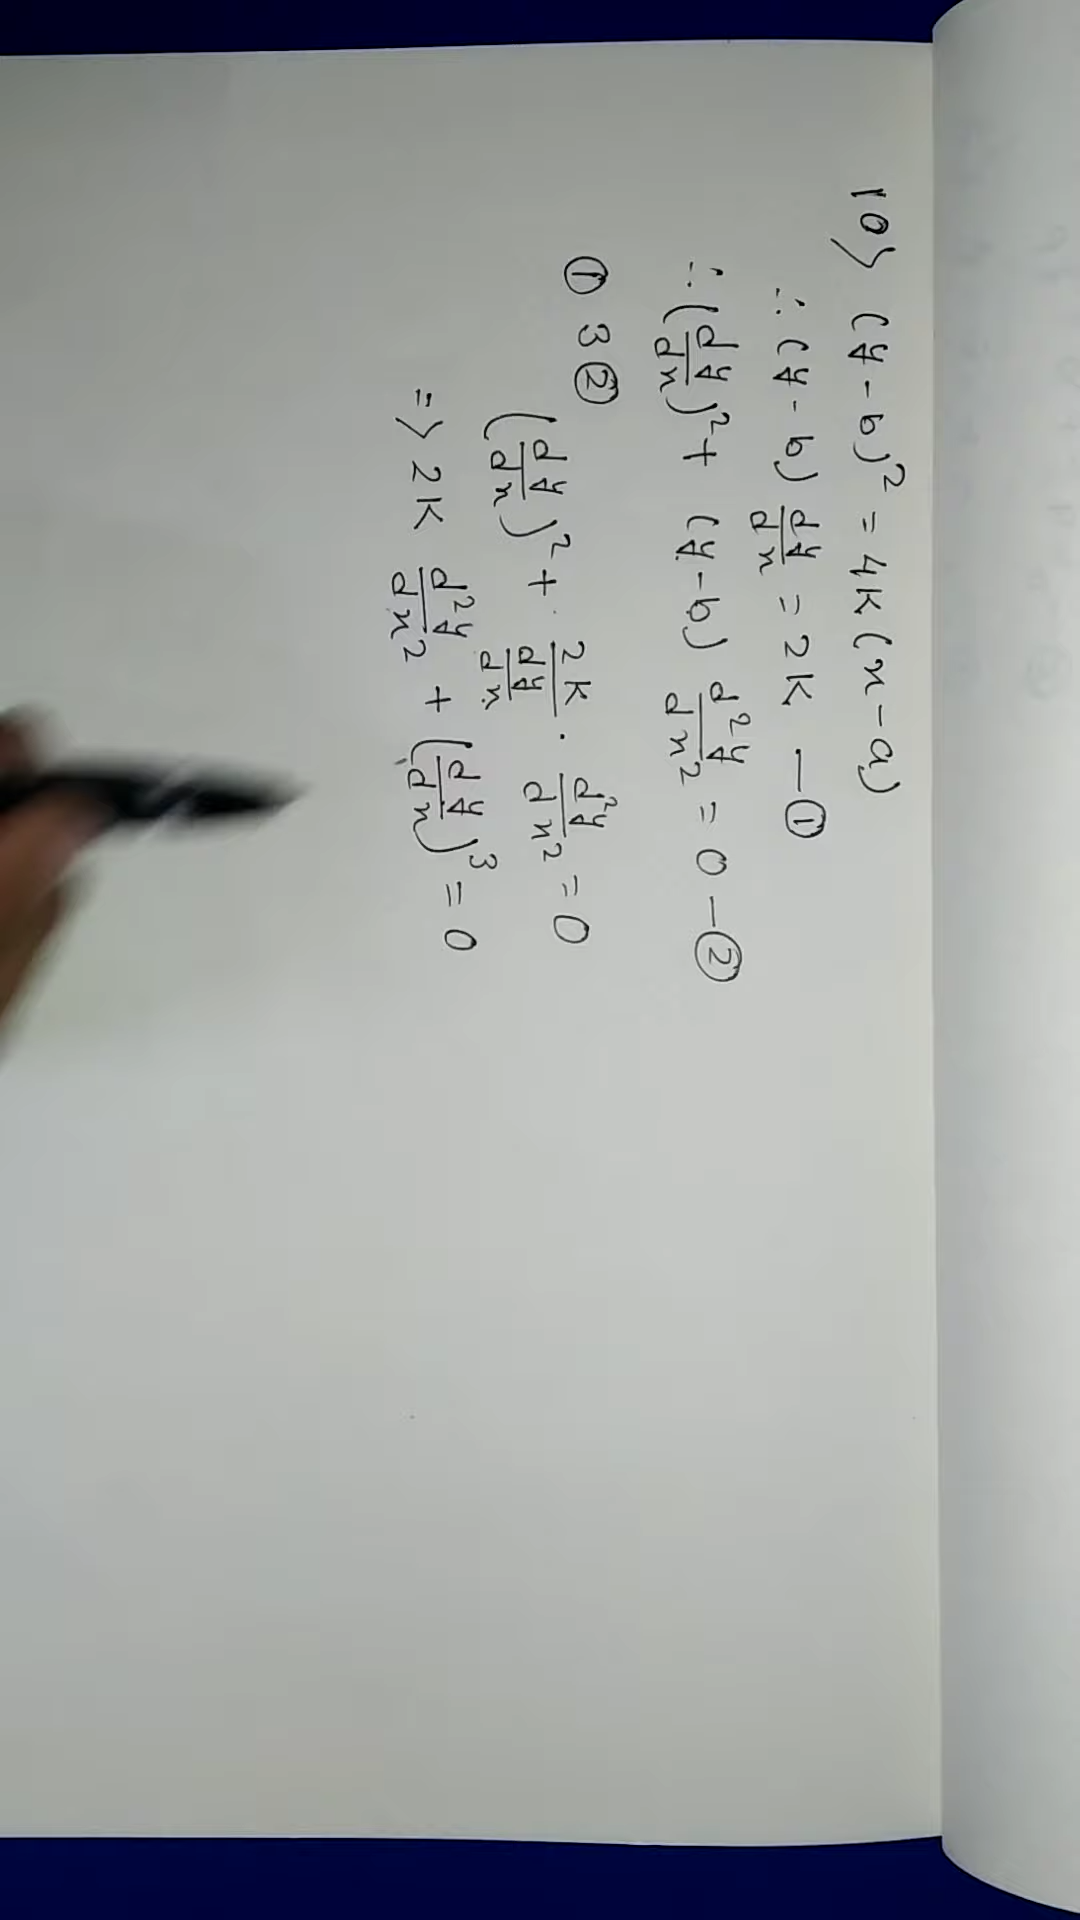 10) (y-b)² = 4K(x-a)
∴ (y-b) dy/dx = 2K —①
∴ (dy/dx)² + (y-b) d²y/dx² = 0 -②
① 3 ②
(dy/dx)² + 2K/(dy/dx) · d²y/dx² = 0
=> 2K d²y/dx² + (dy/dx)³ = 0